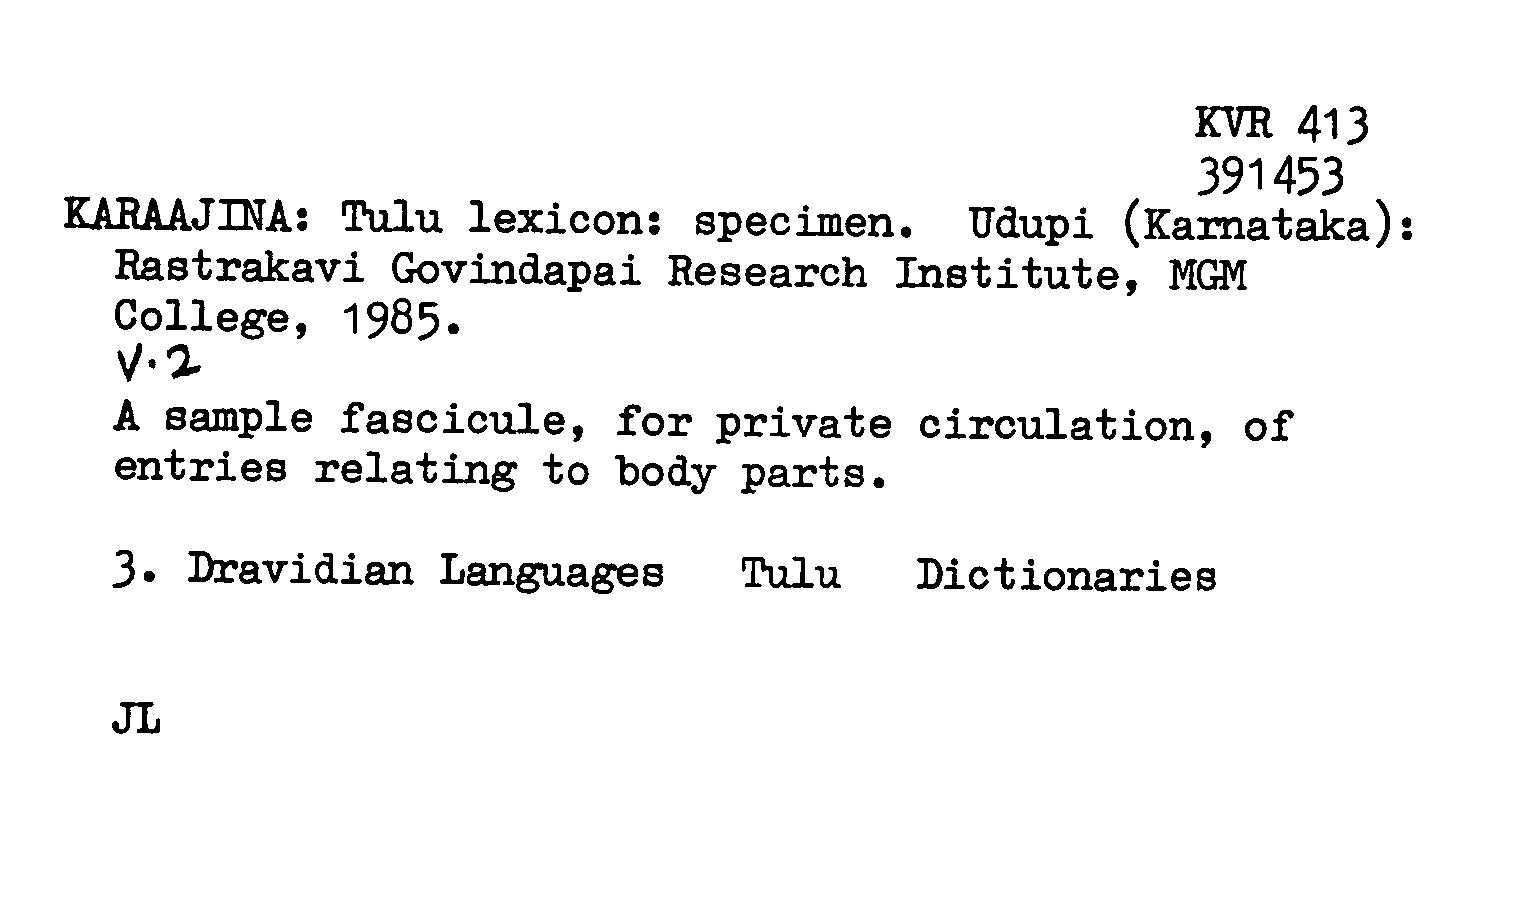 KVR 413
391453
KARAAJINA: Tulu lexicon: specimen. Udupi (Karnataka):
Rastrakavi Govindapai Research Institute, MGM
College, 1985.
V.2
A sample fascicule, for private circulation, of
entries relating to body parts.
3. Dravidian Languages Tulu Dictionaries
JL